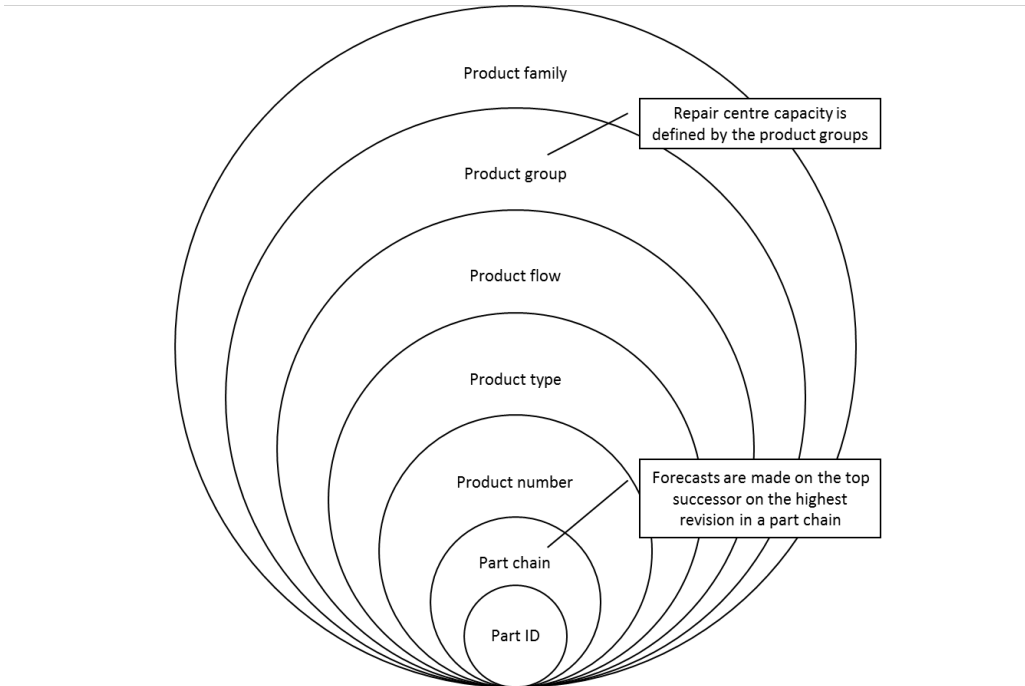 Product family
Repair centre capacity is
defined by the product groups
Product group
Product flow
Product type
Product number
Forecasts are made on the top
successor on the highest
revision in a part chain
Part chain
Part ID